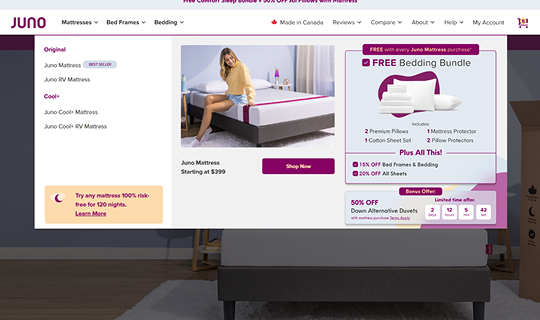 Free Comfort Sleep Bundle + 50% OFF All Pillows with Mattress
JUNO
Mattresses
Bed Frames
Bedding
Made in Canada
Reviews
Compare
About
Help
My Account
Original
Juno Mattress BEST SELLER
Juno RV Mattress
Cool+
Juno Cool+ Mattress
Juno Cool+ RV Mattress
Try any mattress 100% risk-
free for 120 nights.
Learn More
Juno Mattress
Starting at $399
Shop Now
FREE with every Juno Mattress purchase*
FREE Bedding Bundle
Includes:
2 Premium Pillows
1 Mattress Protector
1 Cotton Sheet Set
2 Pillow Protectors
Plus All This!
15% OFF Bed Frames & Bedding
20% OFF All Sheets
Bonus Offer:
50% OFF
Down Alternative Duvets
with mattress purchase Terms Apply
Limited time offer.
2
12
5
42
DAYS
HOURS
MIN
SEC